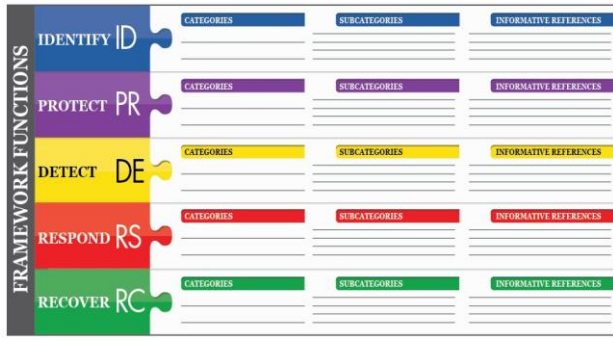 FRAMEWORK FUNCTIONS
IDENTIFY ID
CATEGORIES SUBCATEGORIES INFORMATIVE REFERENCES
PROTECT PR
CATEGORIES SUBCATEGORIES INFORMATIVE REFERENCES
DETECT DE
CATEGORIES SUBCATEGORIES INFORMATIVE REFERENCES
RESPOND RS
CATEGORIES SUBCATEGORIES INFORMATIVE REFERENCES
RECOVER RC
CATEGORIES SUBCATEGORIES INFORMATIVE REFERENCES